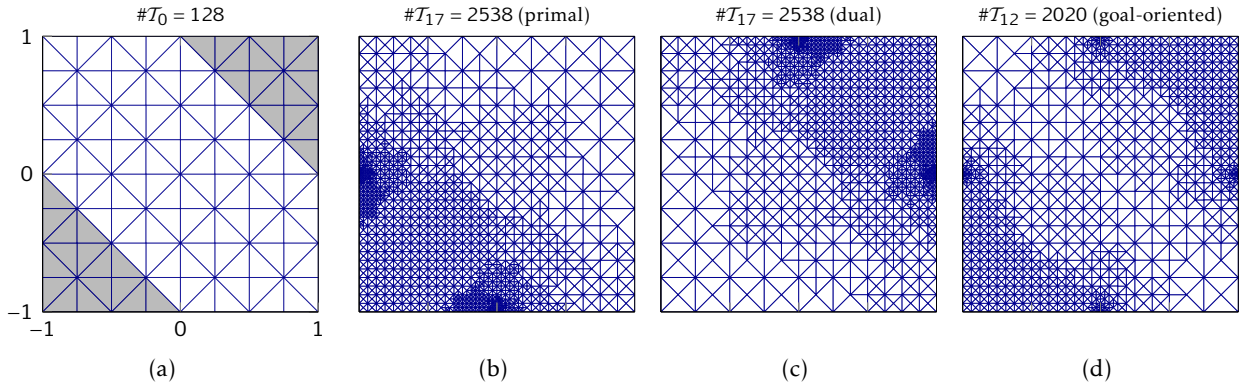 #𝒯₀ = 128
#𝒯₁₇ = 2538 (primal)
#𝒯₁₇ = 2538 (dual)
#𝒯₁₂ = 2020 (goal-oriented)
1
0
−1
−1 0 1
(a) (b) (c) (d)